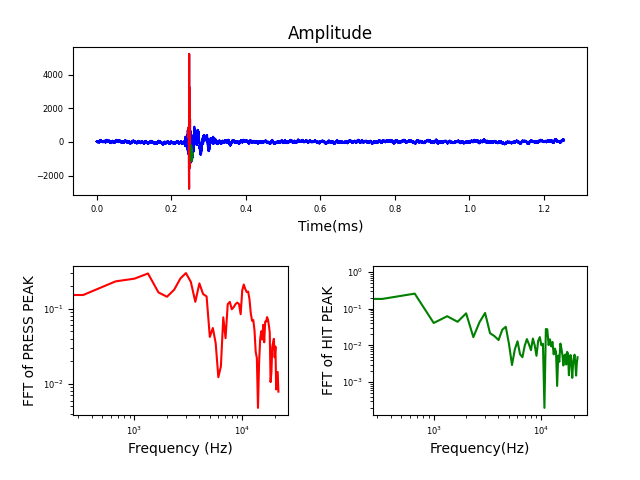 Amplitude
4000
2000
0
−2000
0.0 0.2 0.4 0.6 0.8 1.0 1.2
Time(ms)
FFT of PRESS PEAK
10⁻¹
10⁻²
10³ 10⁴
Frequency (Hz)
FFT of HIT PEAK
10⁰
10⁻¹
10⁻²
10⁻³
10³ 10⁴
Frequency(Hz)